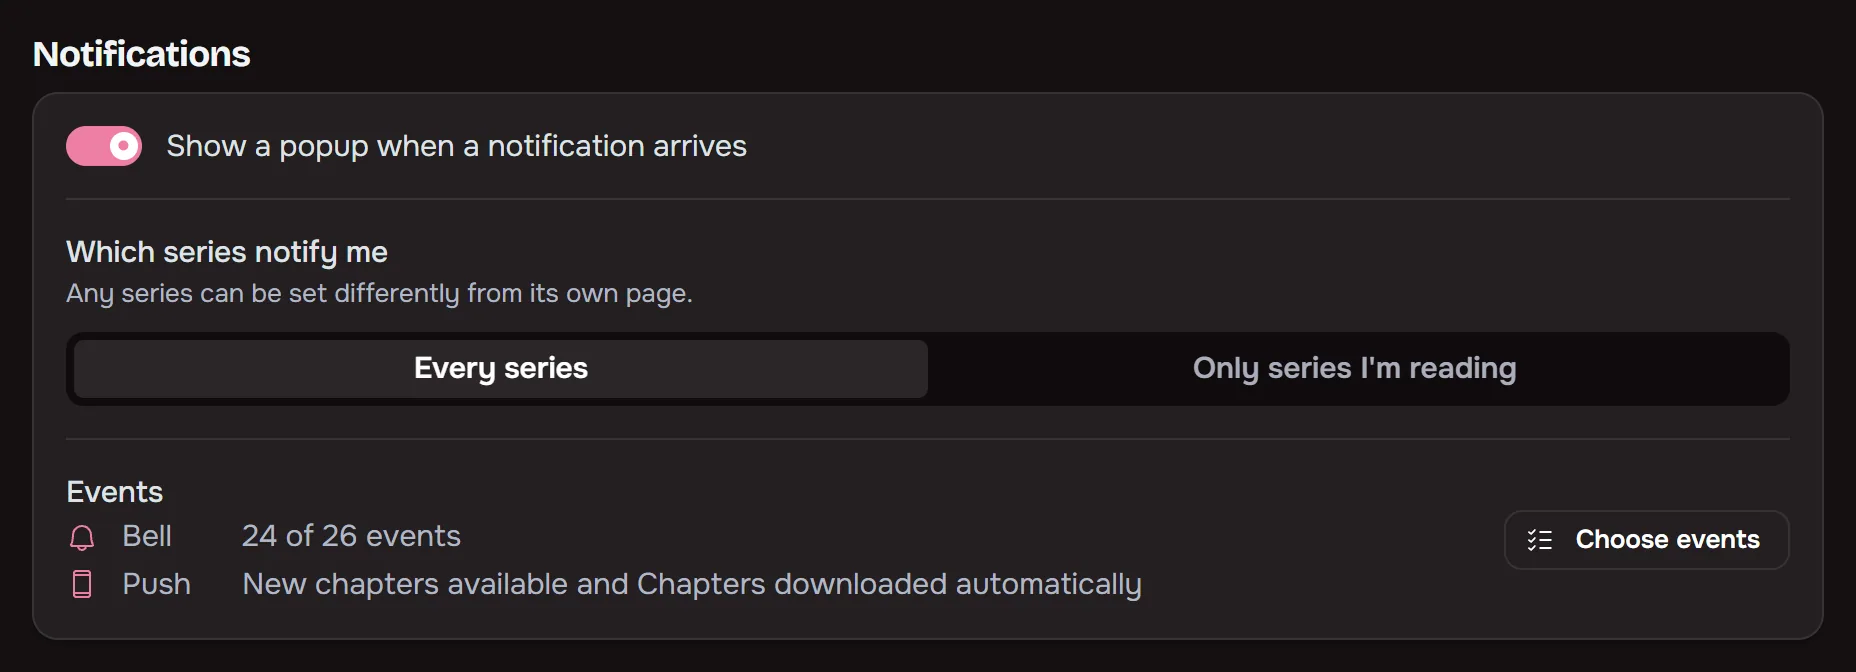 Notifications
Show a popup when a notification arrives
Which series notify me
Any series can be set differently from its own page.
Every series
Only series I'm reading
Events
Bell 24 of 26 events
Choose events
Push New chapters available and Chapters downloaded automatically